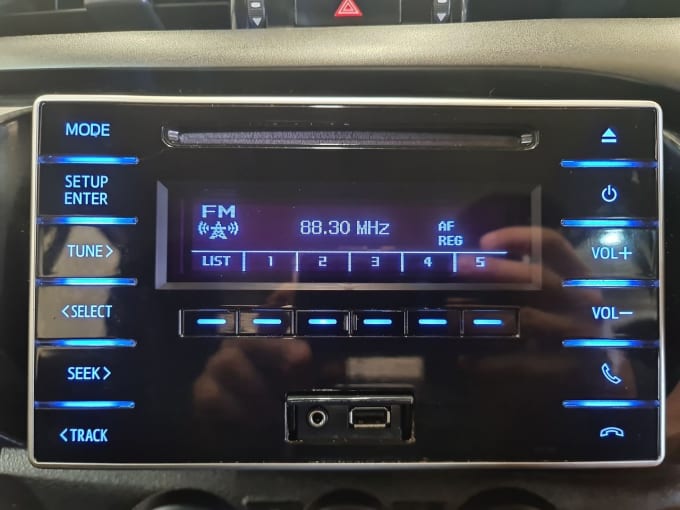 MODE
SETUP
ENTER
TUNE>
<SELECT
SEEK>
<TRACK
FM
88.30 MHz
AF
REG
LIST 1 2 3 4 5
VOL+
VOL-